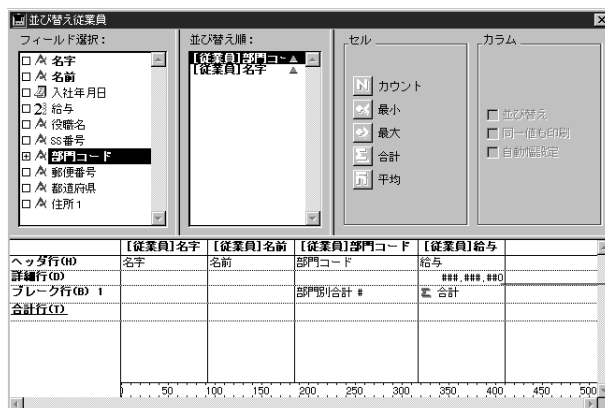 並び替え従業員
フィールド選択：
名字
名前
入社年月日
給与
役職名
SS番号
部門コード
郵便番号
都道府県
住所1
並び替え順：
[従業員]部門コー
[従業員]名字
セル
カウント
最小
最大
合計
平均
カラム
並び替え
同一値も印刷
自動幅設定
[従業員]名字 [従業員]名前 [従業員]部門コード [従業員]給与
ヘッダ行(H) 名字 名前 部門コード 給与
詳細行(D) ###,###,##0
ブレーク行(B) 1 部門別合計 # Σ 合計
合計行(T)
0 50 100 150 200 250 300 350 400 450 500